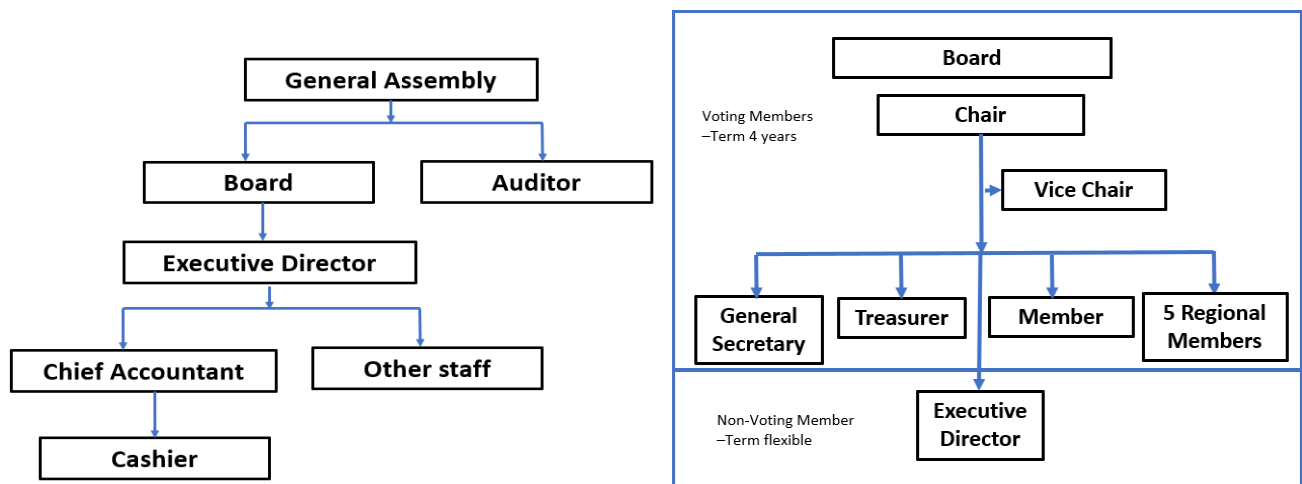 General Assembly
Board
Auditor
Executive Director
Chief Accountant
Other staff
Cashier
Board
Chair
Voting Members
–Term 4 years
Vice Chair
General
Secretary
Treasurer
Member
5 Regional
Members
Non-Voting Member
–Term flexible
Executive
Director